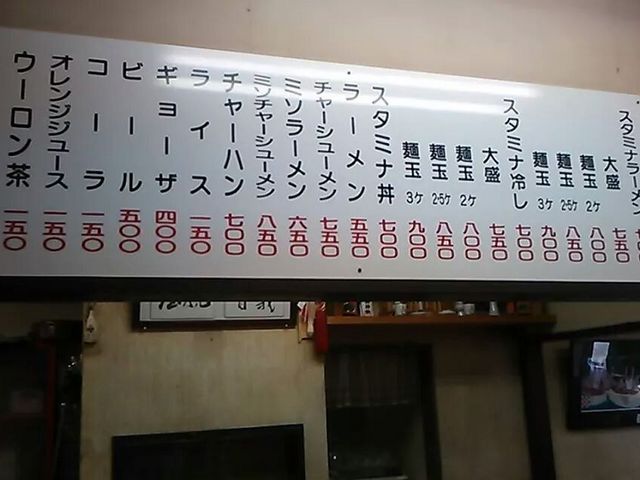 スタミナラーメン
大盛 七五〇
麺玉 2ケ 八〇〇
麺玉 2.5ケ 八五〇
麺玉 3ケ 九〇〇
スタミナ冷し 七〇〇
大盛 七五〇
麺玉 2ケ 八〇〇
麺玉 2.5ケ 八五〇
麺玉 3ケ 九〇〇
スタミナ丼 七〇〇
ラーメン 五五〇
チャーシューメン 七五〇
ミソラーメン 六五〇
ミソチャーシューメン 八五〇
チャーハン 七〇〇
ライス 一五〇
ギョーザ 四〇〇
ビール 五〇〇
コーラ 一五〇
オレンジジュース 一五〇
ウーロン茶 一五〇